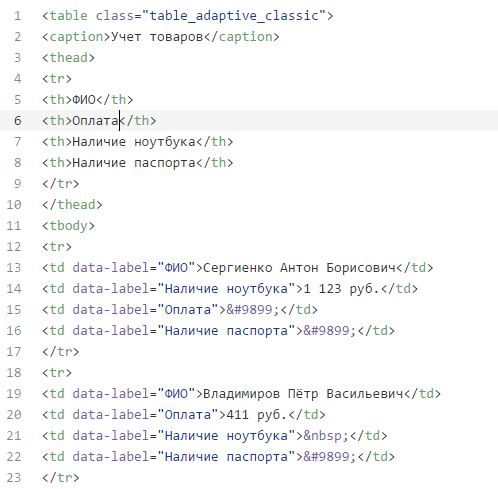 1 <table class="table_adaptive_classic">
2 <caption>Учет товаров</caption>
3 <thead>
4 <tr>
5 <th>ФИО</th>
6 <th>Оплата</th>
7 <th>Наличие ноутбука</th>
8 <th>Наличие паспорта</th>
9 </tr>
10 </thead>
11 <tbody>
12 <tr>
13 <td data-label="ФИО">Сергиенко Антон Борисович</td>
14 <td data-label="Наличие ноутбука">1 123 руб.</td>
15 <td data-label="Оплата">&#9899;</td>
16 <td data-label="Наличие паспорта">&#9899;</td>
17 </tr>
18 <tr>
19 <td data-label="ФИО">Владимиров Пётр Васильевич</td>
20 <td data-label="Оплата">411 руб.</td>
21 <td data-label="Наличие ноутбука">&nbsp;</td>
22 <td data-label="Наличие паспорта">&#9899;</td>
23 </tr>